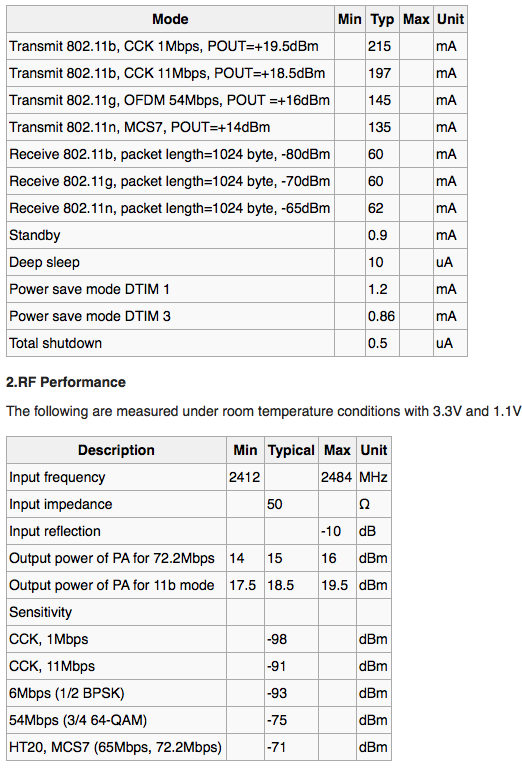 Mode Min Typ Max Unit
Transmit 802.11b, CCK 1Mbps, POUT=+19.5dBm 215 mA
Transmit 802.11b, CCK 11Mbps, POUT=+18.5dBm 197 mA
Transmit 802.11g, OFDM 54Mbps, POUT =+16dBm 145 mA
Transmit 802.11n, MCS7, POUT=+14dBm 135 mA
Receive 802.11b, packet length=1024 byte, -80dBm 60 mA
Receive 802.11g, packet length=1024 byte, -70dBm 60 mA
Receive 802.11n, packet length=1024 byte, -65dBm 62 mA
Standby 0.9 mA
Deep sleep 10 uA
Power save mode DTIM 1 1.2 mA
Power save mode DTIM 3 0.86 mA
Total shutdown 0.5 uA
2.RF Performance
The following are measured under room temperature conditions with 3.3V and 1.1V
Description Min Typical Max Unit
Input frequency 2412 2484 MHz
Input impedance 50 Ω
Input reflection -10 dB
Output power of PA for 72.2Mbps 14 15 16 dBm
Output power of PA for 11b mode 17.5 18.5 19.5 dBm
Sensitivity
CCK, 1Mbps -98 dBm
CCK, 11Mbps -91 dBm
6Mbps (1/2 BPSK) -93 dBm
54Mbps (3/4 64-QAM) -75 dBm
HT20, MCS7 (65Mbps, 72.2Mbps) -71 dBm